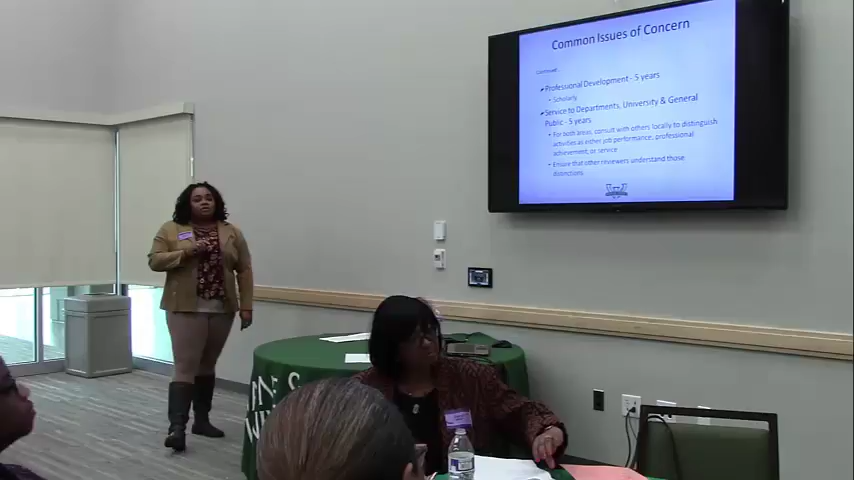 Common Issues of Concern
continued
Professional Development - 5 years
• Scholarly
Service to Departments, University & General
Public - 5 years
• For both areas, consult with others locally to distinguish
activities as either job performance, professional
achievement, or service
• Ensure that other reviewers understand those
distinctions.